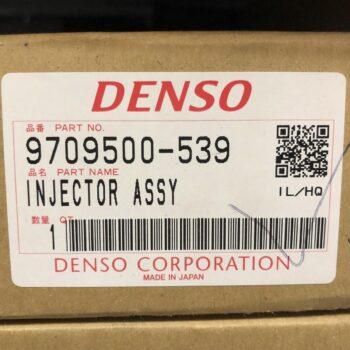 DENSO
品番 PART NO.
9709500-539
品名 PART NAME
INJECTOR ASSY
1L/HQ
数量 QT
1
DENSO CORPORATION
MADE IN JAPAN